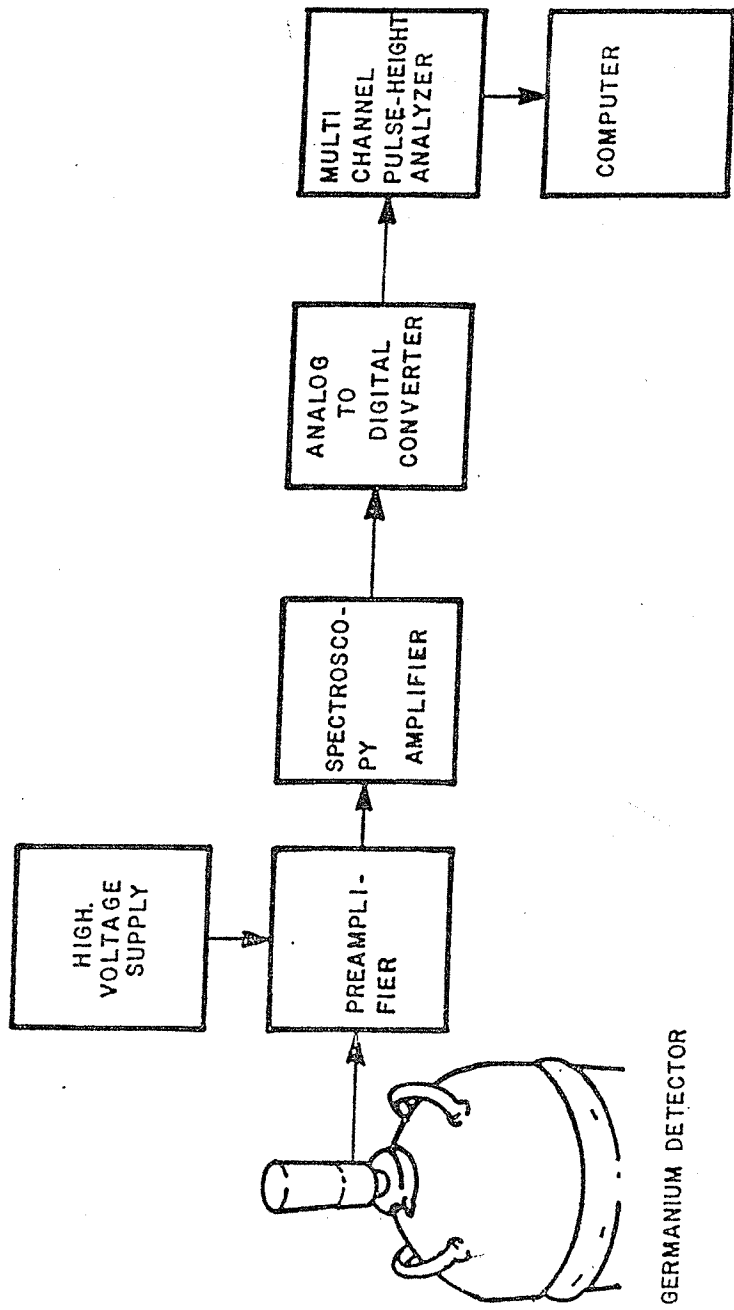 HIGH.
VOLTAGE
SUPPLY
GERMANIUM DETECTOR
PREAMPLI-
FIER
SPECTROSCO-
PY
AMPLIFIER
ANALOG
TO
DIGITAL
CONVERTER
MULTI
CHANNEL
PULSE-HEIGHT
ANALYZER
COMPUTER